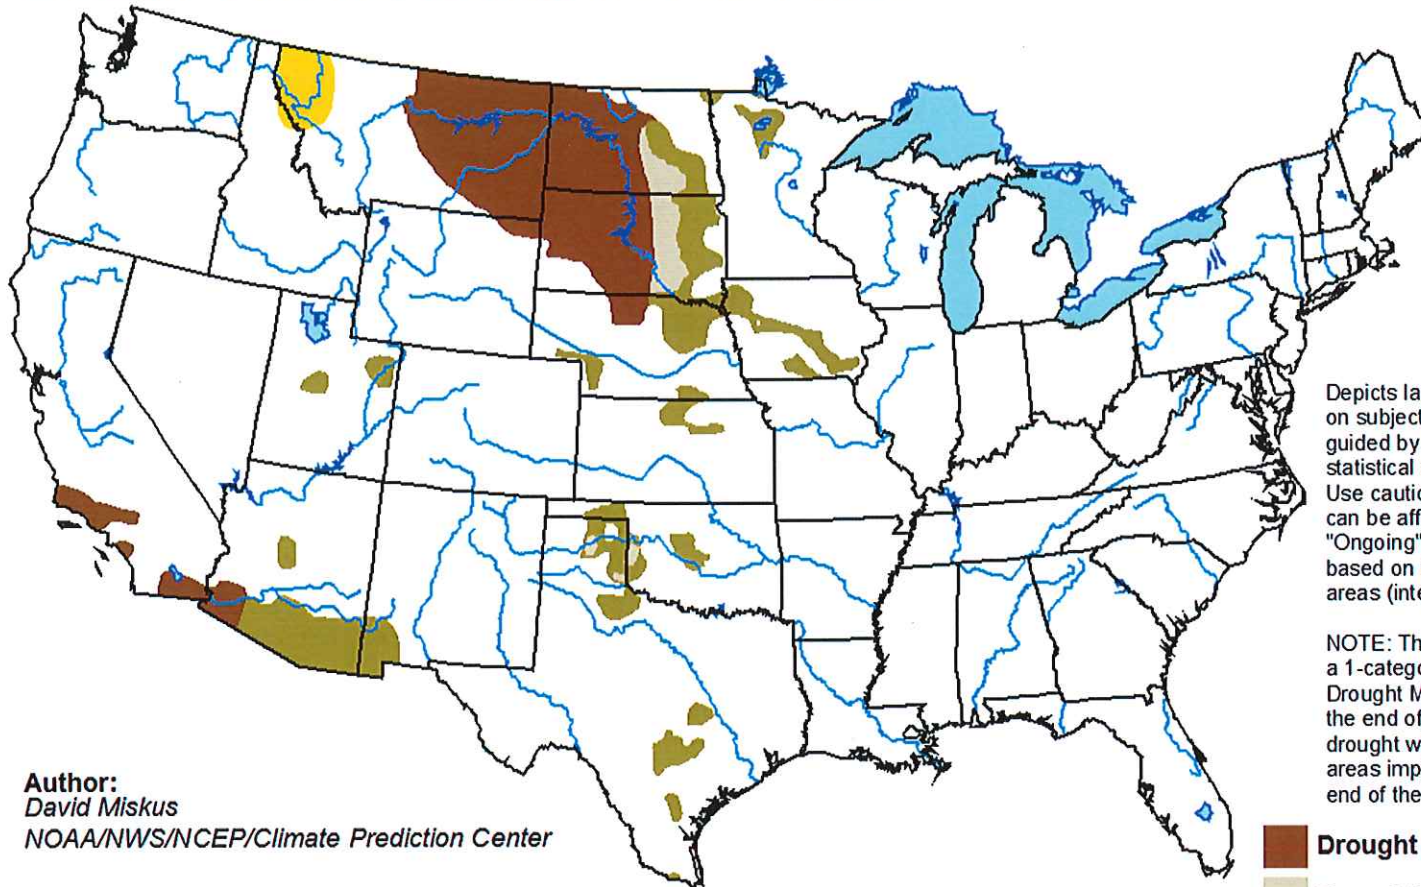 Depicts la
on subject
guided by
statistical
Use cautio
can be aff
"Ongoing"
based on
areas (inte
NOTE: Th
a 1-catego
Drought M
the end of
drought w
areas imp
end of the
Author:
David Miskus
NOAA/NWS/NCEP/Climate Prediction Center
Drought